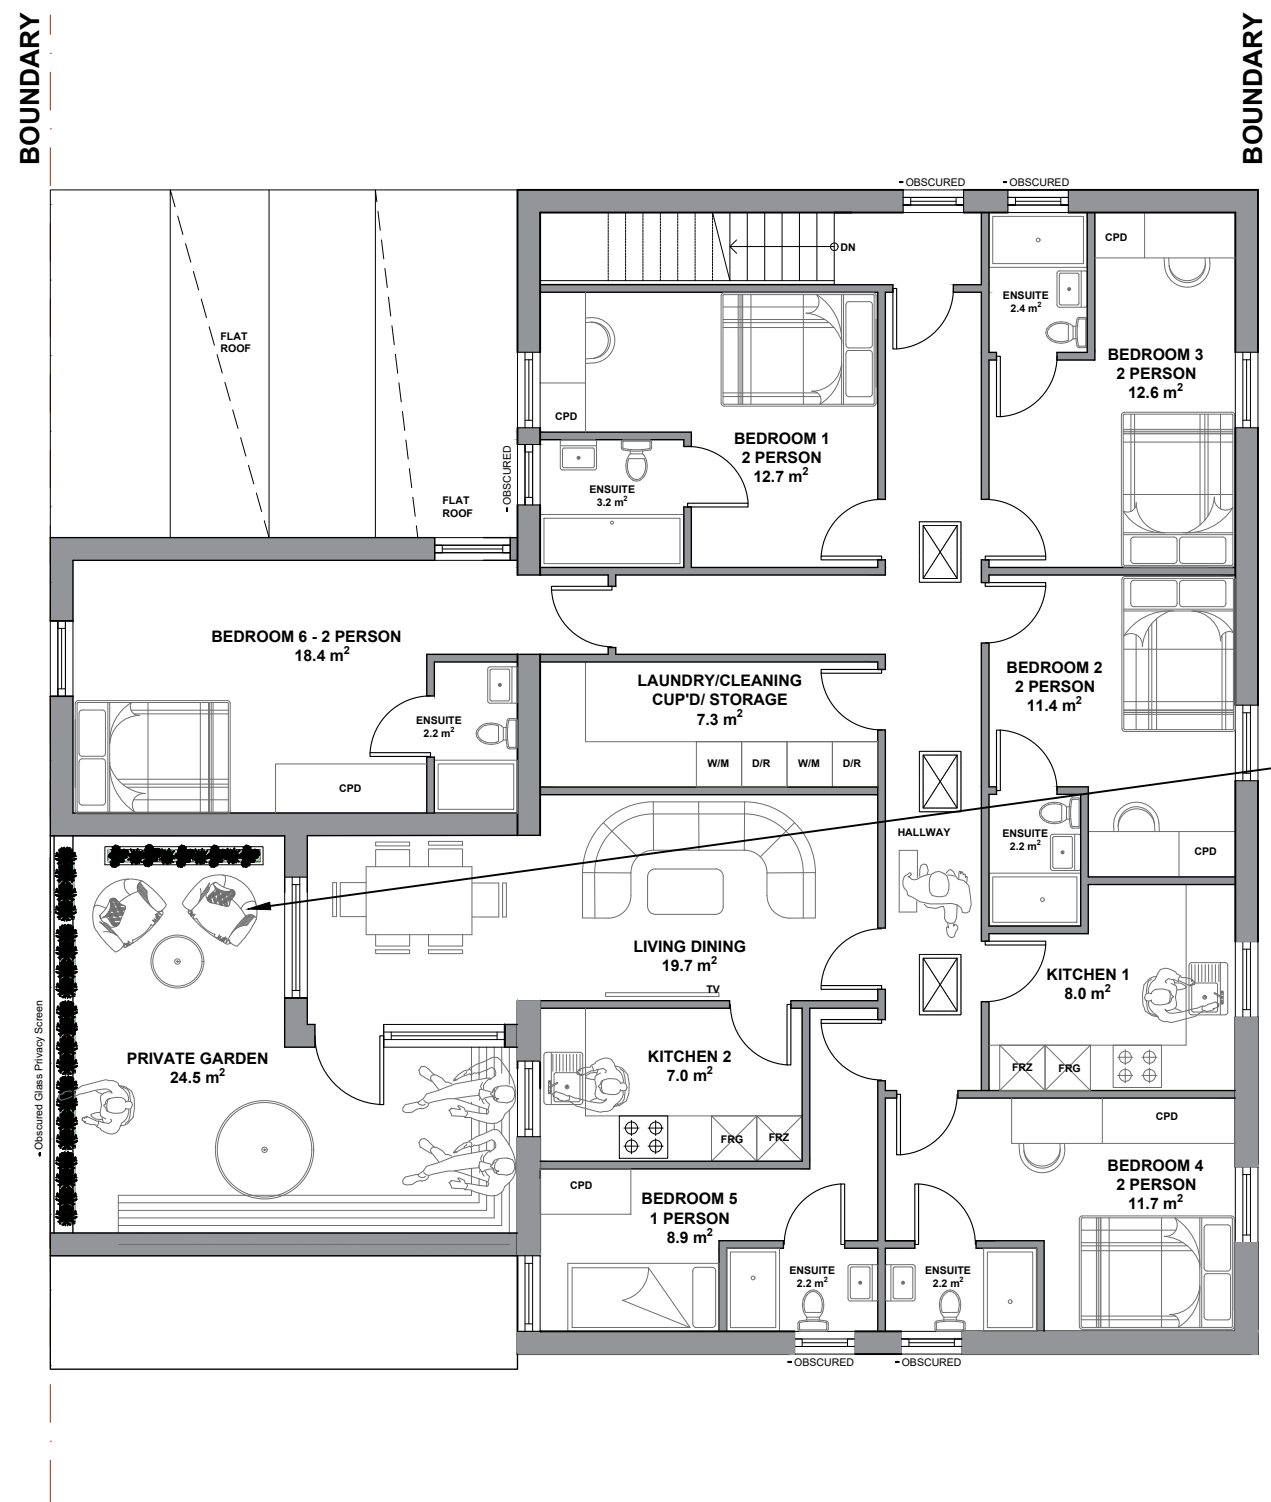 BOUNDARY
BOUNDARY
OBSCURED
OBSCURED
DN
CPD
ENSUITE
2.4 m²
FLAT
ROOF
BEDROOM 3
2 PERSON
12.6 m²
CPD
BEDROOM 1
2 PERSON
12.7 m²
OBSCURED
ENSUITE
3.2 m²
FLAT
ROOF
BEDROOM 6 - 2 PERSON
18.4 m²
LAUNDRY/CLEANING
CUP'D/ STORAGE
7.3 m²
BEDROOM 2
2 PERSON
11.4 m²
ENSUITE
2.2 m²
W/M
D/R
W/M
D/R
CPD
HALLWAY
ENSUITE
2.2 m²
CPD
LIVING DINING
19.7 m²
TV
KITCHEN 1
8.0 m²
Obscured Glass Privacy Screen
PRIVATE GARDEN
24.5 m²
KITCHEN 2
7.0 m²
FRZ
FRG
FRG
FRZ
CPD
CPD
BEDROOM 5
1 PERSON
8.9 m²
BEDROOM 4
2 PERSON
11.7 m²
ENSUITE
2.2 m²
ENSUITE
2.2 m²
OBSCURED
OBSCURED